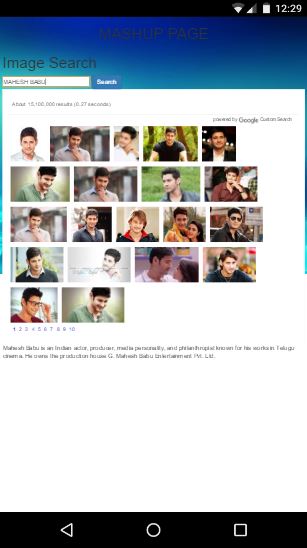 12:29
MASHUP PAGE
Image Search
MAHESH BABU
Search
About 15,100,000 results (0.27 seconds)
powered by Google Custom Search
1 2 3 4 5 6 7 8 9 10
Mahesh Babu is an Indian actor, producer, media personality, and philanthropist known for his works in Telugu
cinema. He owns the production house G. Mahesh Babu Entertainment Pvt. Ltd.